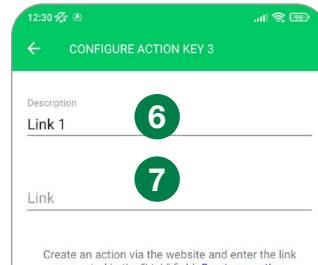 12:30
99
CONFIGURE ACTION KEY 3
Description
Link 1
6
7
Link
Create an action via the website and enter the link